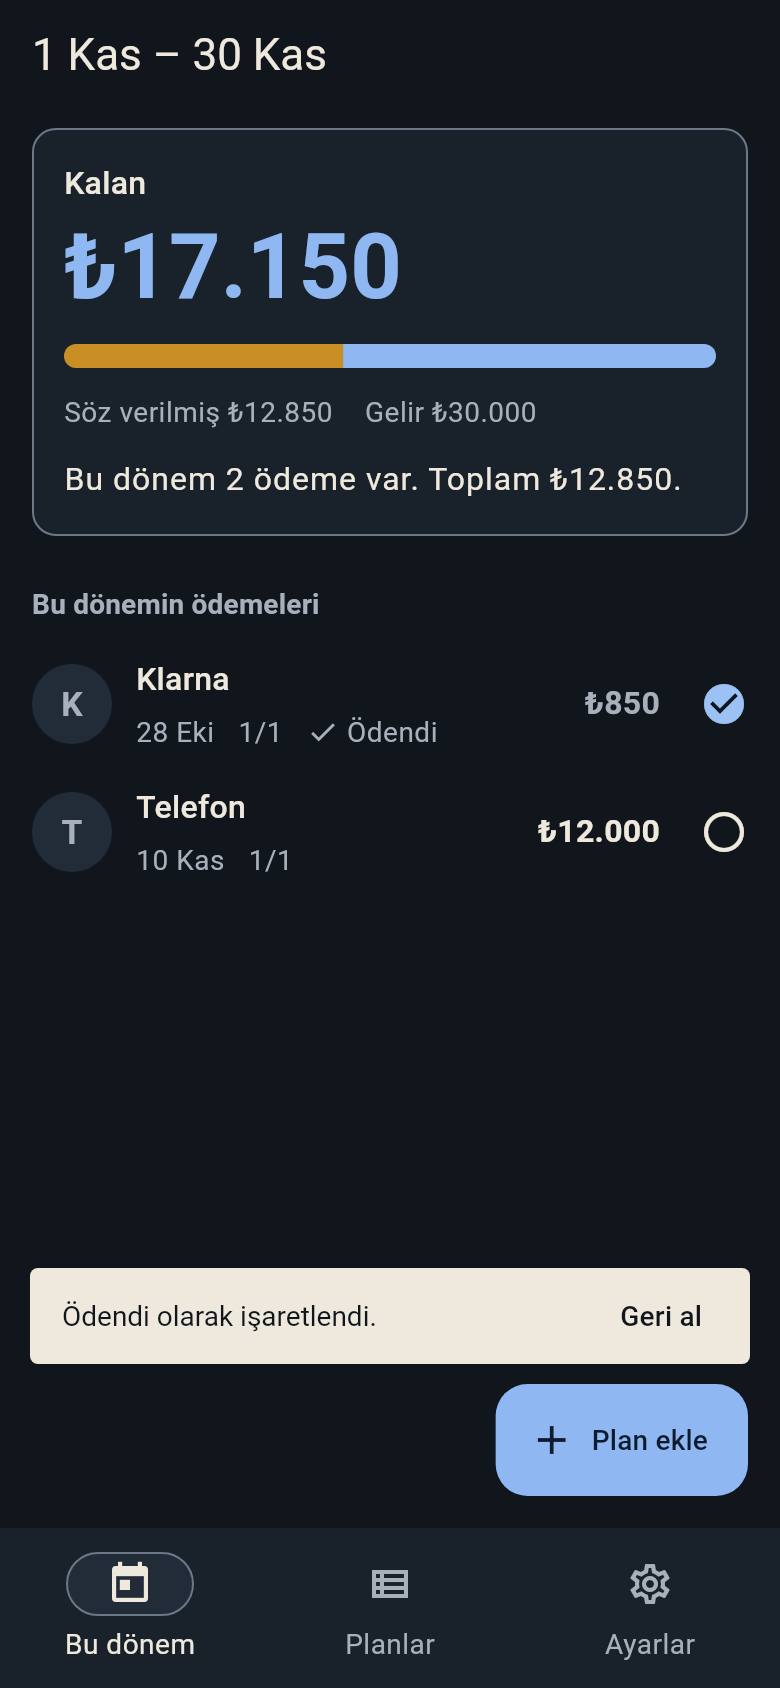 1 Kas – 30 Kas
Kalan
₺17.150
Söz verilmiş ₺12.850 Gelir ₺30.000
Bu dönem 2 ödeme var. Toplam ₺12.850.
Bu dönemin ödemeleri
K
Klarna
₺850
28 Eki 1/1 ✓ Ödendi
T
Telefon
₺12.000
10 Kas 1/1
Ödendi olarak işaretlendi. Geri al
+ Plan ekle
Bu dönem Planlar Ayarlar